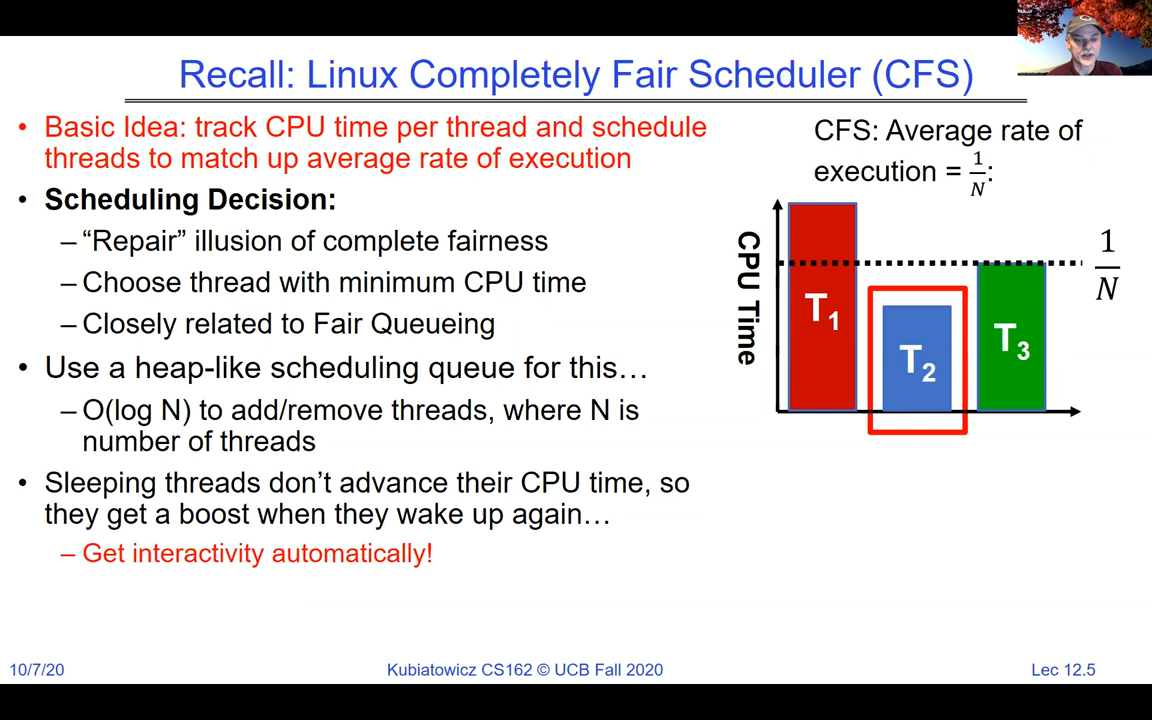 Recall: Linux Completely Fair Scheduler (CFS)
• Basic Idea: track CPU time per thread and schedule
threads to match up average rate of execution
• Scheduling Decision:
– “Repair” illusion of complete fairness
– Choose thread with minimum CPU time
– Closely related to Fair Queueing
• Use a heap-like scheduling queue for this…
– O(log N) to add/remove threads, where N is
number of threads
• Sleeping threads don’t advance their CPU time, so
they get a boost when they wake up again…
– Get interactivity automatically!
CFS: Average rate of
execution = 1/N:
CPU Time
T1
T2
T3
1/N
10/7/20
Kubiatowicz CS162 © UCB Fall 2020
Lec 12.5